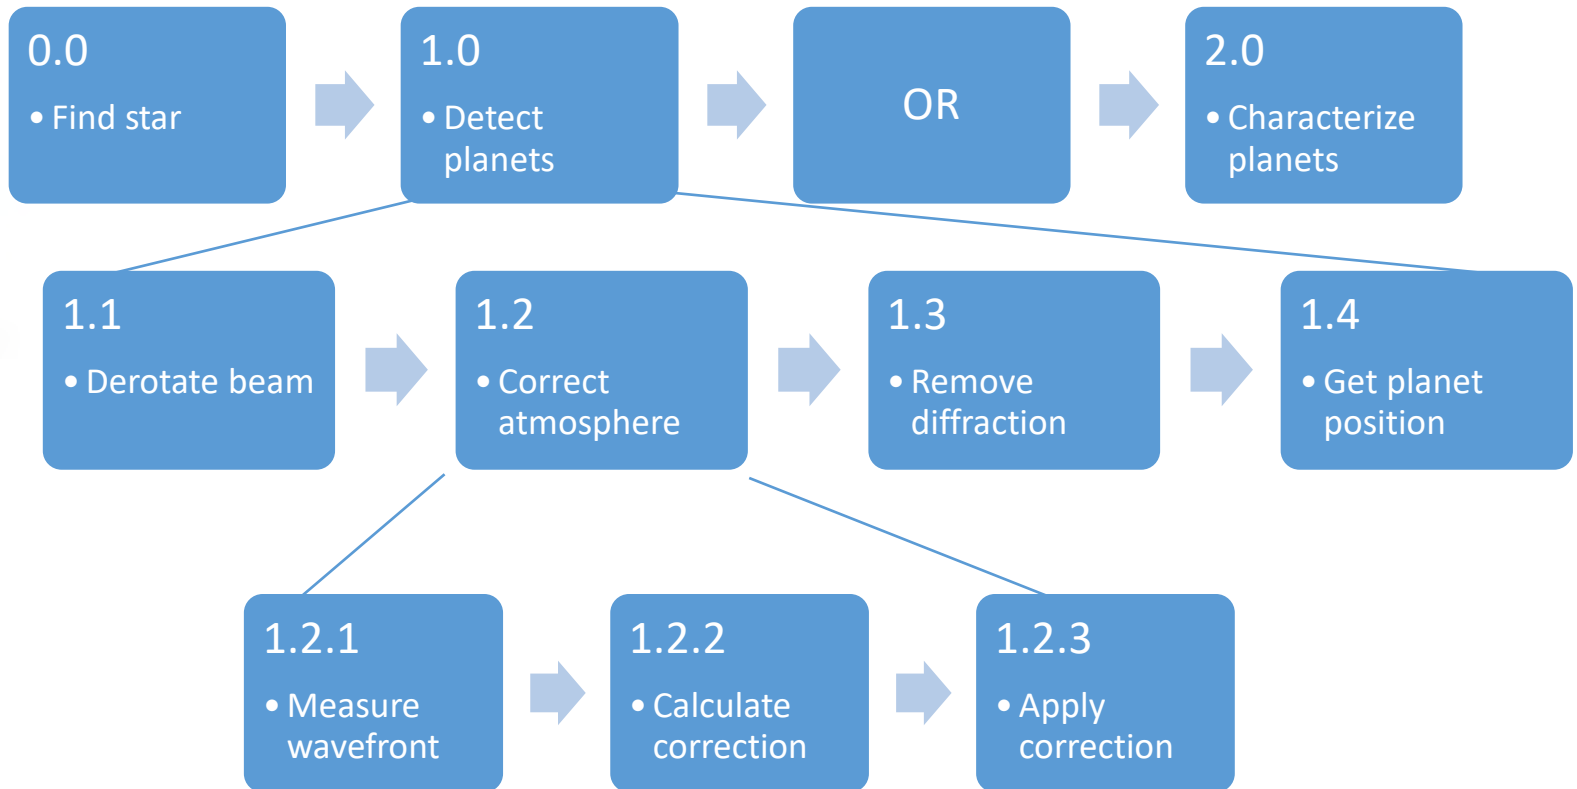 0.0
• Find star
1.0
• Detect
planets
OR
2.0
• Characterize
planets
1.1
• Derotate beam
1.2
• Correct
atmosphere
1.3
• Remove
diffraction
1.4
• Get planet
position
1.2.1
• Measure
wavefront
1.2.2
• Calculate
correction
1.2.3
• Apply
correction